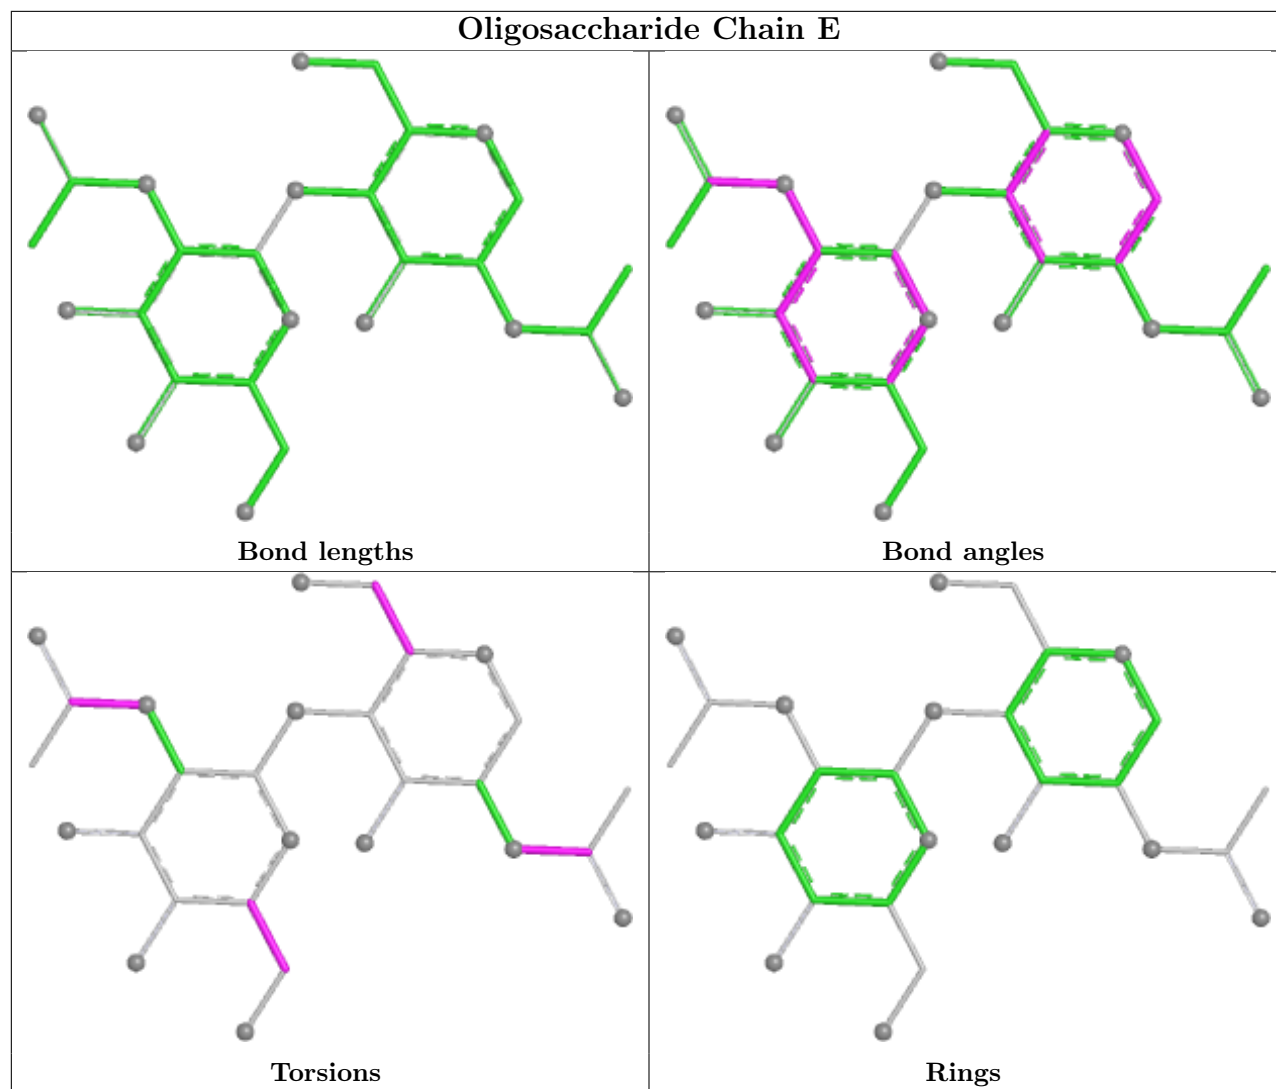 Oligosaccharide Chain E
Bond lengths
Bond angles
Torsions
Rings